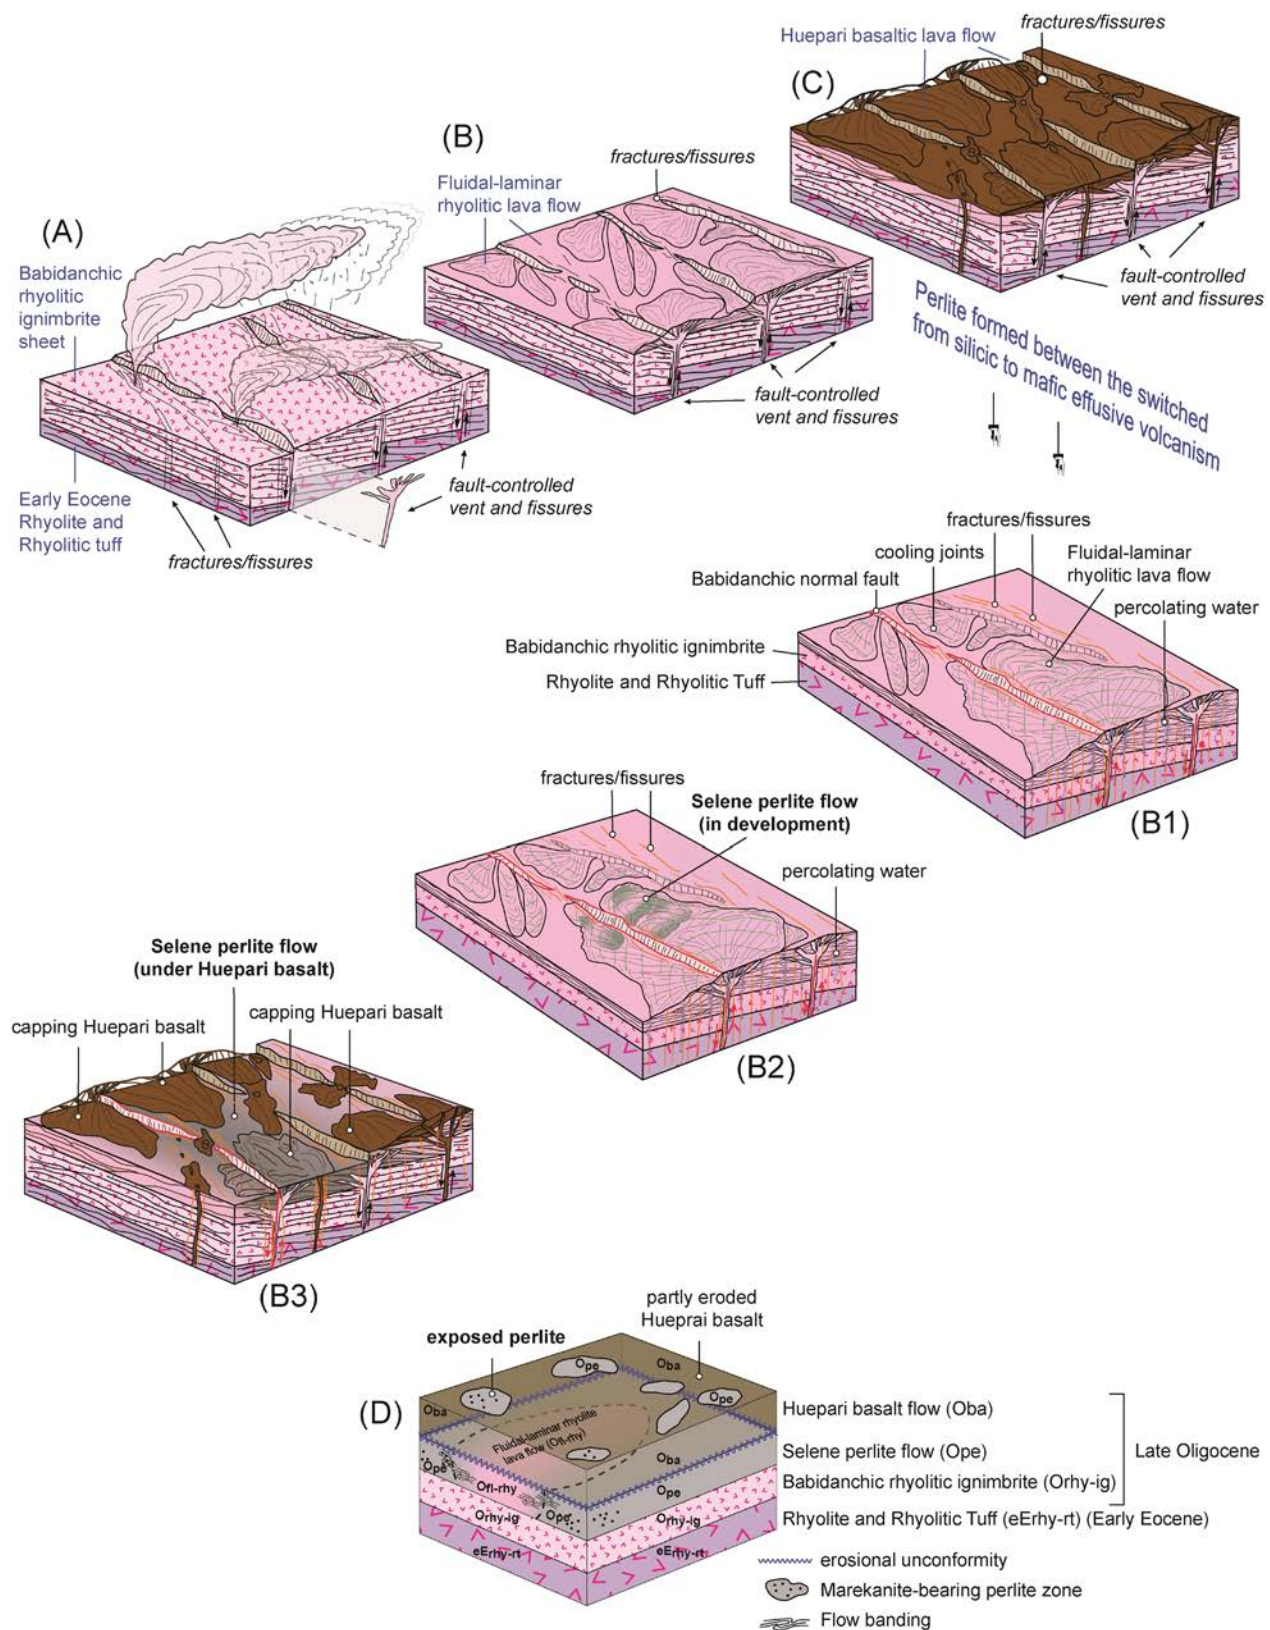 fractures/fissures
Huepari basaltic lava flow
(C)
(B)
fractures/fissures
Fluidal-laminar
rhyolitic lava flow
(A)
Babidanchic
rhyolitic
ignimbrite
sheet
fault-controlled
vent and fissures
Perlite formed between the switched
from silicic to mafic effusive volcanism
fault-controlled
vent and fissures
Early Eocene
Rhyolite and
Rhyolitic tuff
fault-controlled
vent and fissures
fractures/fissures
fractures/fissures
cooling joints
Fluidal-laminar
rhyolitic lava flow
Babidanchic normal fault
percolating water
Babidanchic rhyolitic ignimbrite
Rhyolite and Rhyolitic Tuff
(B1)
fractures/fissures
Selene perlite flow
(in development)
percolating water
(B2)
Selene perlite flow
(under Huepari basalt)
capping Huepari basalt
capping Huepari basalt
(B3)
partly eroded
Hueprai basalt
exposed perlite
(D)
Ope
Oba
Ope
Oba
Fluidal-laminar rhyolite
lava flow (Ofl-rhy)
Oba
Ope
Ofl-rhy
Ope
Ope
Orhy-ig
Orhy-ig
eErhy-rt
eErhy-rt
Huepari basalt flow (Oba)
Selene perlite flow (Ope)
Late Oligocene
Babidanchic rhyolitic ignimbrite (Orhy-ig)
Rhyolite and Rhyolitic Tuff (eErhy-rt) (Early Eocene)
erosional unconformity
Marekanite-bearing perlite zone
Flow banding